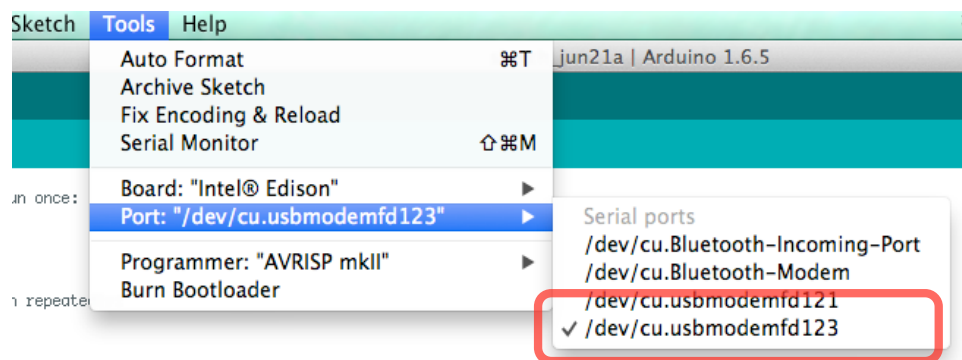 Sketch Tools Help
_jun21a | Arduino 1.6.5
Auto Format ⌘T
Archive Sketch
Fix Encoding & Reload
Serial Monitor ⇧⌘M
un once:
Board: "Intel® Edison"
Port: "/dev/cu.usbmodemfd123"
Programmer: "AVRISP mkII"
Burn Bootloader
n repeate
Serial ports
/dev/cu.Bluetooth-Incoming-Port
/dev/cu.Bluetooth-Modem
/dev/cu.usbmodemfd121
✓ /dev/cu.usbmodemfd123